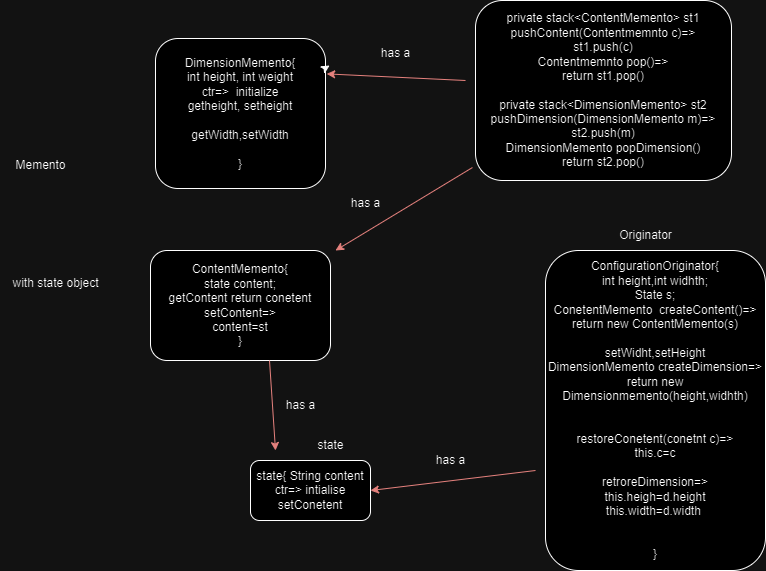 private stack<ContentMemento> st1
pushContent(Contentmemnto c)=>
st1.push(c)
Contentmemnto pop()=>
return st1.pop()
private stack<DimensionMemento> st2
pushDimension(DimensionMemento m)=>
st2.push(m)
DimensionMemento popDimension()
return st2.pop()
has a
DimensionMemento{
int height, int weight
ctr=> initialize
getheight, setheight
getWidth,setWidth
}
Memento
has a
with state object
ContentMemento{
state content;
getContent return conetent
setContent=>
content=st
}
Originator
ConfigurationOriginator{
int height,int widhth;
State s;
ConetentMemento createContent()=>
return new ContentMemento(s)
setWidht,setHeight
DimensionMemento createDimension=>
return new
Dimensionmemento(height,widhth)
restoreConetent(conetnt c)=>
this.c=c
retroreDimension=>
this.heigh=d.height
this.width=d.width
}
has a
state
state{ String content
ctr=> intialise
setConetent
has a